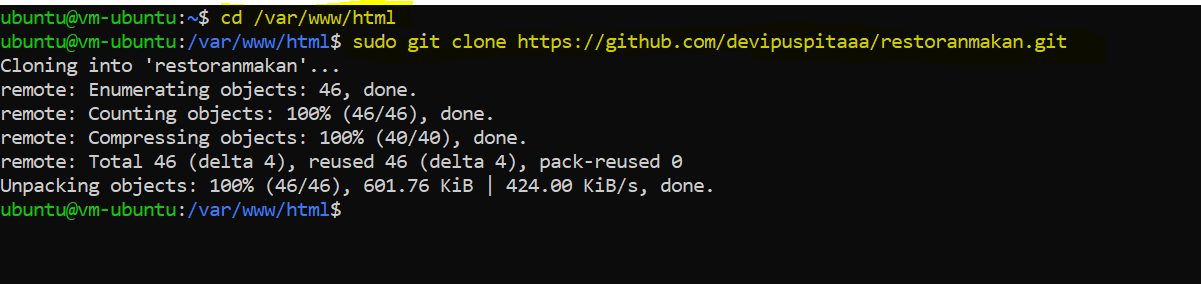 ubuntu@vm-ubuntu:~$ cd /var/www/html
ubuntu@vm-ubuntu:/var/www/html$ sudo git clone https://github.com/devipuspitaaa/restoranmakan.git
Cloning into 'restoranmakan'...
remote: Enumerating objects: 46, done.
remote: Counting objects: 100% (46/46), done.
remote: Compressing objects: 100% (40/40), done.
remote: Total 46 (delta 4), reused 46 (delta 4), pack-reused 0
Unpacking objects: 100% (46/46), 601.76 KiB | 424.00 KiB/s, done.
ubuntu@vm-ubuntu:/var/www/html$